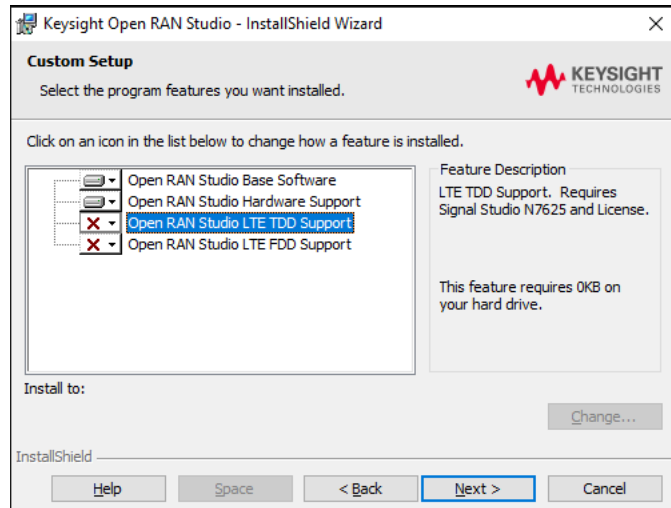 Keysight Open RAN Studio - InstallShield Wizard
Custom Setup
Select the program features you want installed.
KEYSIGHT
TECHNOLOGIES
Click on an icon in the list below to change how a feature is installed.
Open RAN Studio Base Software
Open RAN Studio Hardware Support
Open RAN Studio LTE TDD Support
Open RAN Studio LTE FDD Support
Feature Description
LTE TDD Support. Requires
Signal Studio N7625 and License.
This feature requires 0KB on
your hard drive.
Install to:
Change...
InstallShield
Help
Space
< Back
Next >
Cancel